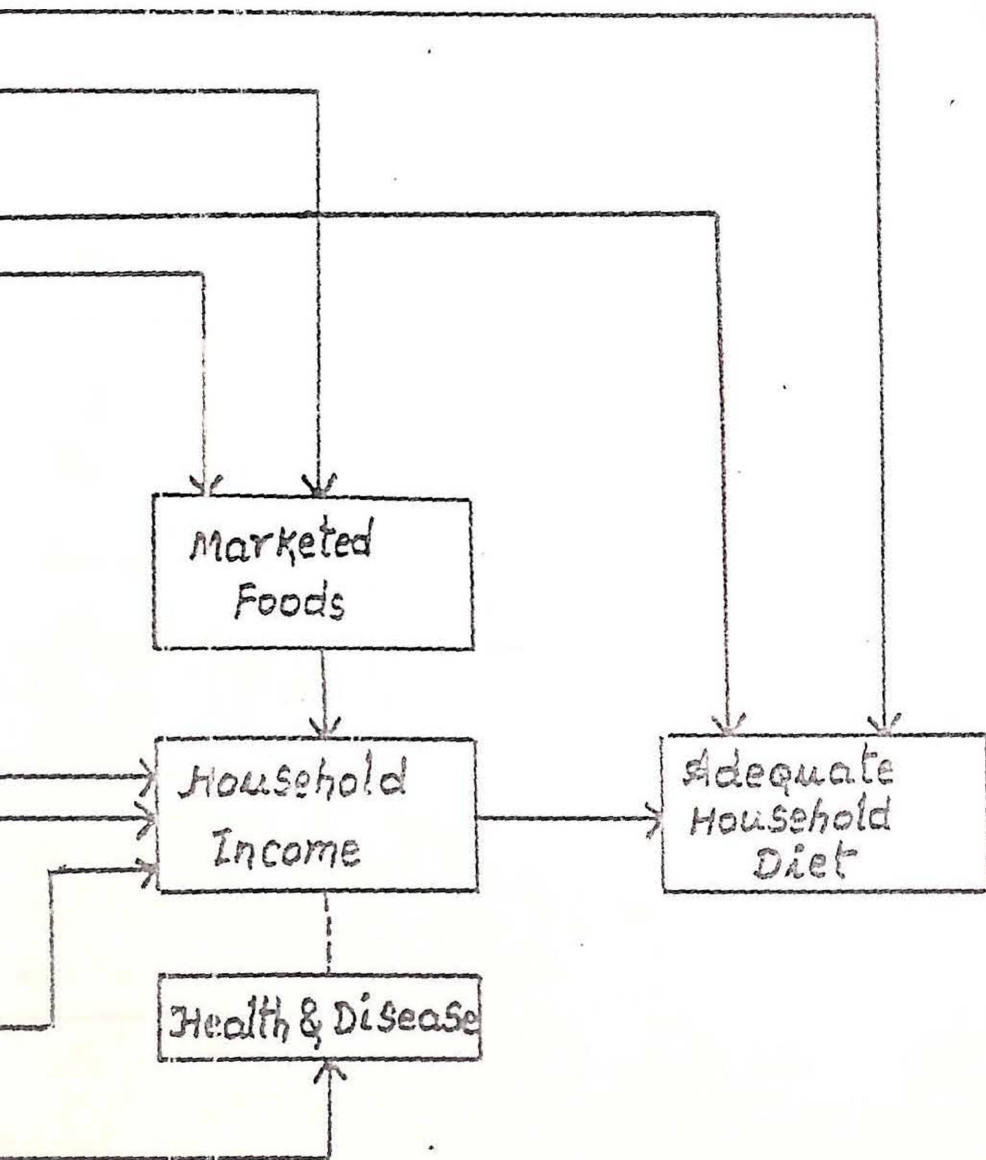 Marketed
Foods
Household
Income
Adequate
Household
Diet
Health & Disease